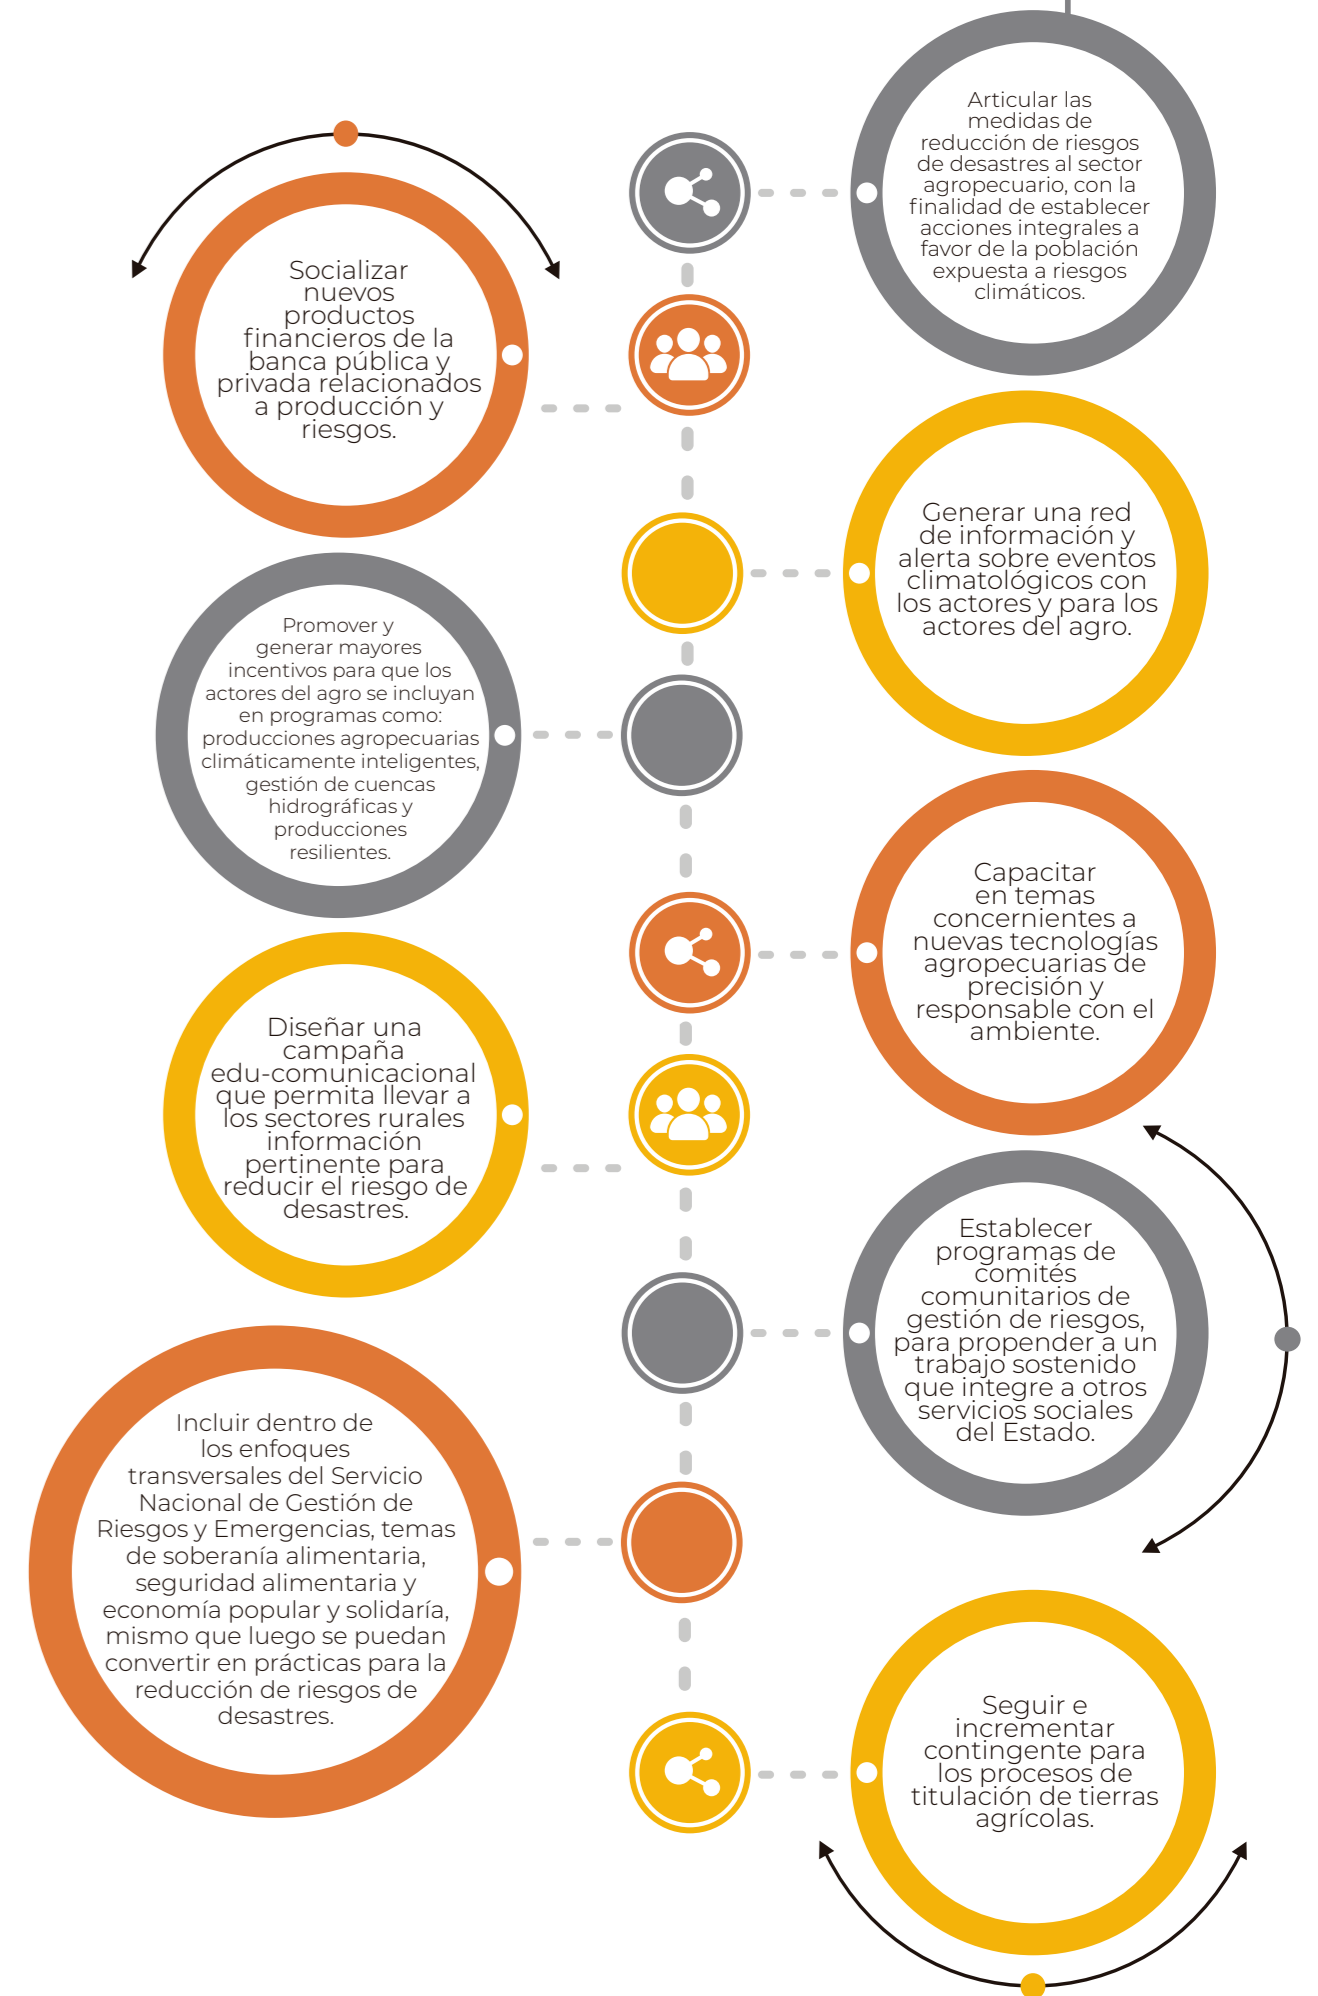 Articular las
medidas de
reducción de riesgos
de desastres al sector
agropecuario, con la
finalidad de establecer
acciones integrales a
favor de la población
expuesta a riesgos
climáticos.
Socializar
nuevos
productos
financieros de la
banca pública y
privada relacionados
a producción y
riesgos.
Generar una red
de información y
alerta sobre eventos
climatológicos con
los actores y para los
actores del agro.
Promover y
generar mayores
incentivos para que los
actores del agro se incluyan
en programas como:
producciones agropecuarias
climáticamente inteligentes,
gestión de cuencas
hidrográficas y
producciones
resilientes.
Capacitar
en temas
concernientes a
nuevas tecnologías
agropecuarias de
precisión y
responsable con el
ambiente.
Diseñar una
campaña
edu-comunicacional
que permita llevar a
los sectores rurales
información
pertinente para
reducir el riesgo de
desastres.
Establecer
programas de
comités
comunitarios de
gestión de riesgos,
para propender a un
trabajo sostenido
que integre a otros
servicios sociales
del Estado.
Incluir dentro de
los enfoques
transversales del Servicio
Nacional de Gestión de
Riesgos y Emergencias, temas
de soberanía alimentaria,
seguridad alimentaria y
economía popular y solidaría,
mismo que luego se puedan
convertir en prácticas para la
reducción de riesgos de
desastres.
Seguir e
incrementar
contingente para
los procesos de
titulación de tierras
agrícolas.